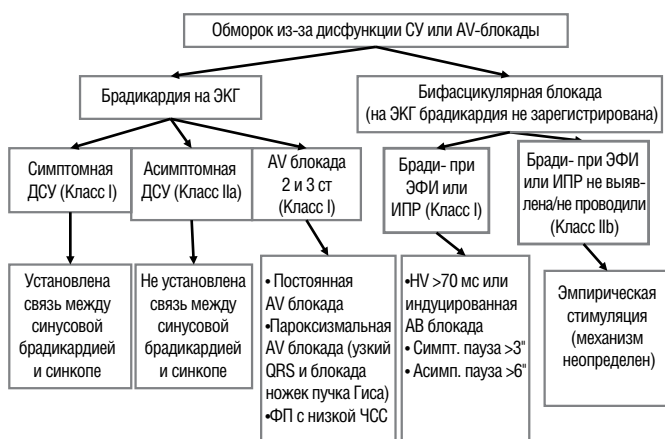 Обморок из-за дисфункции СУ или AV-блокады
Брадикардия на ЭКГ
Бифасцикулярная блокада
(на ЭКГ брадикардия не зарегистрирована)
Симптомная
ДСУ (Класс I)
Асимптомная
ДСУ (Класс IIa)
AV блокада
2 и 3 ст
(Класс I)
Бради- при
ЭФИ или
ИПР (Класс I)
Бради- при ЭФИ
или ИПР не выяв-
лена/не проводили
(Класс IIb)
Установлена
связь между
синусовой
брадикардией
и синкопе
Не установлена
связь между
синусовой
брадикардией
и синкопе
• Постоянная
AV блокада
•Пароксизмальная
AV блокада (узкий
QRS и блокада
ножек пучка Гиса)
•ФП с низкой ЧСС
•HV >70 мс или
индуцированная
АВ блокада
• Симпт. пауза >3"
• Асимп. пауза >6"
Эмпирическая
стимуляция
(механизм
неопределен)